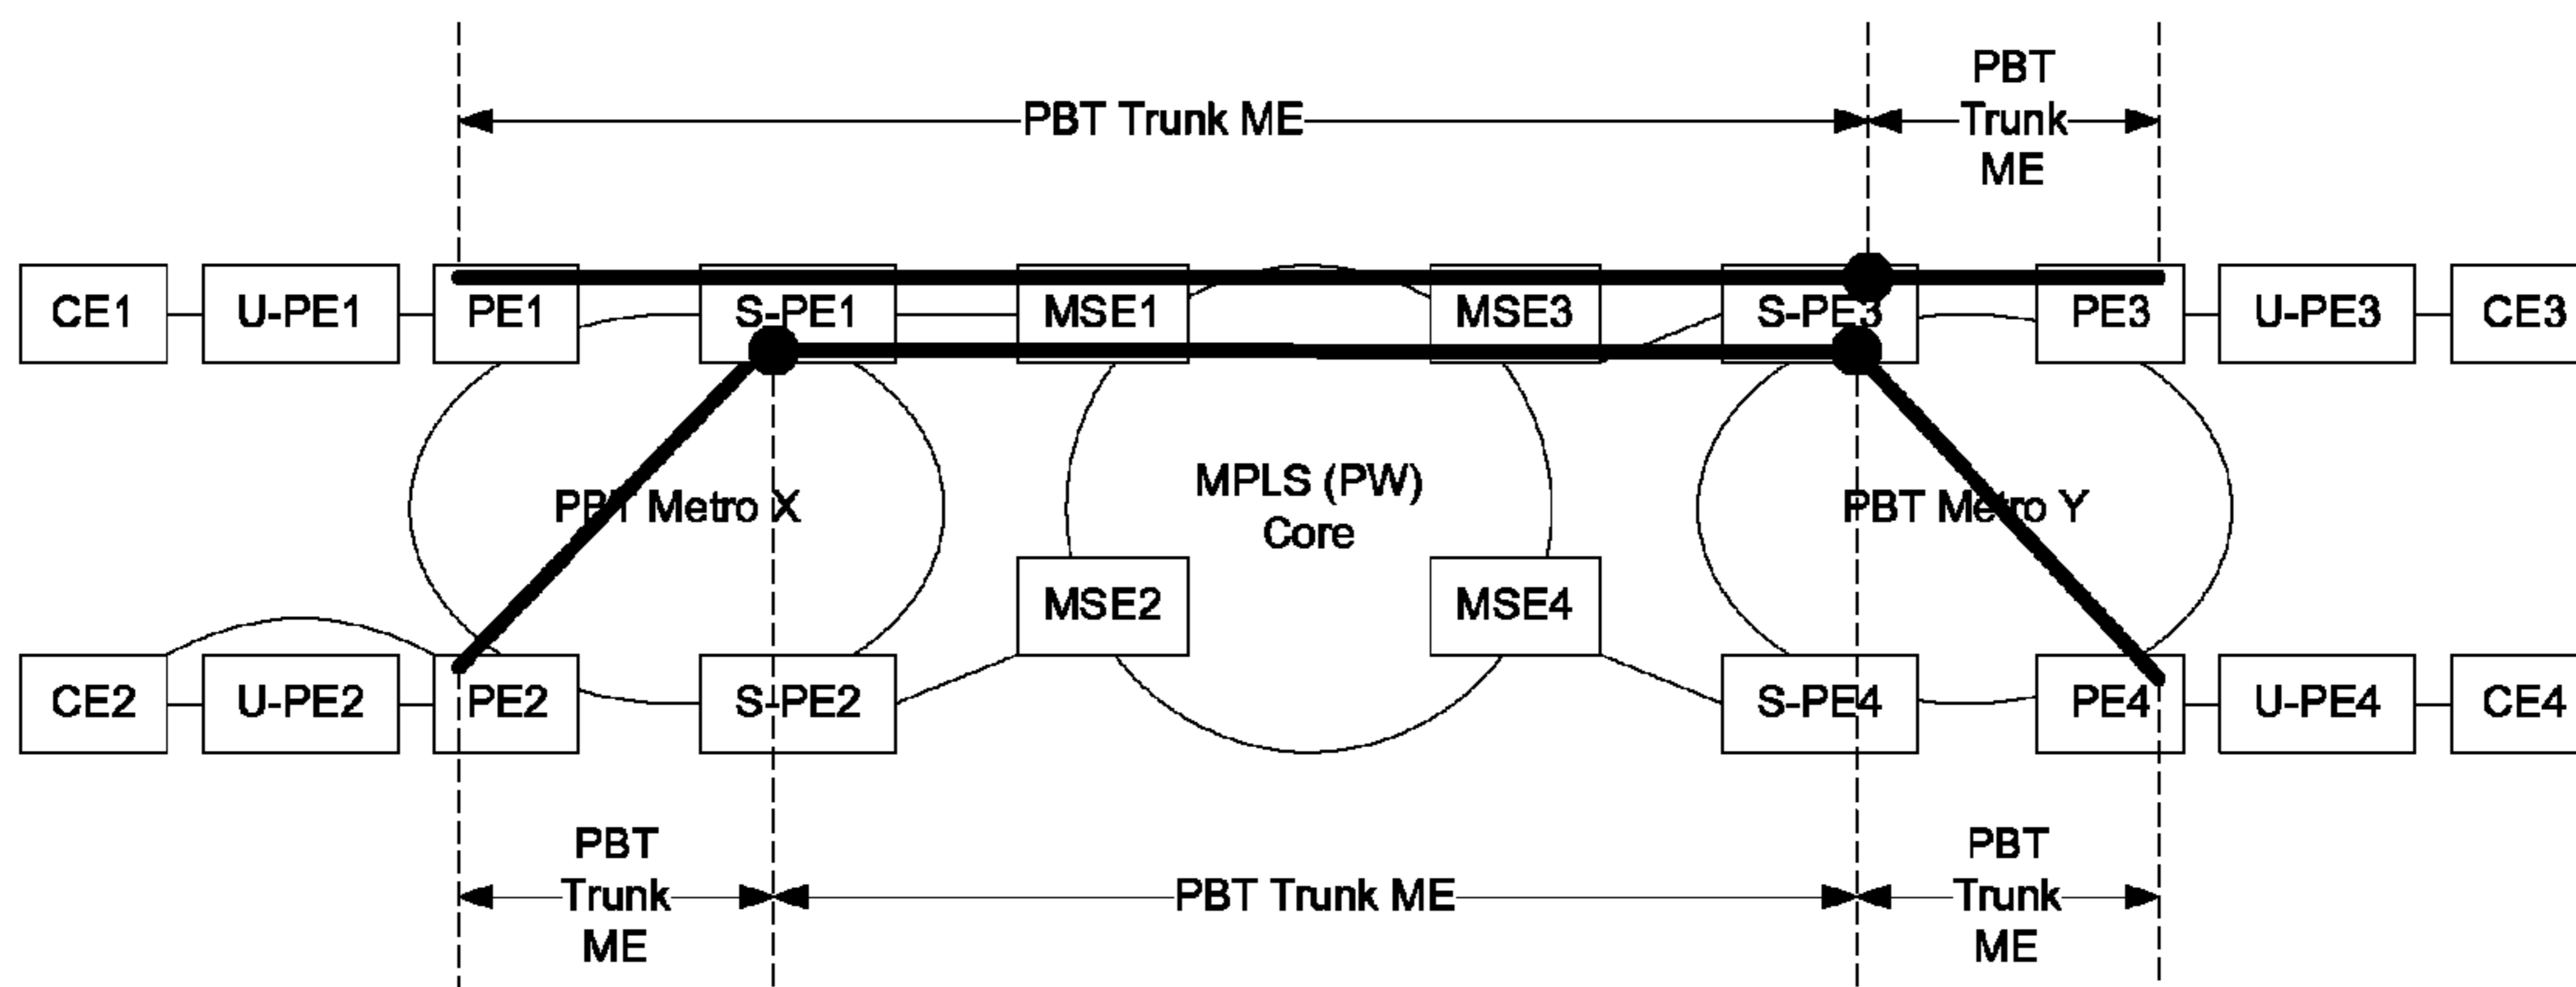 PBT
Trunk
ME
PBT Trunk ME
CE1
U-PE1
PE1
S-PE1
MSE1
MSE3
S-PE3
PE3
U-PE3
CE3
PBT Metro X
MPLS (PW)
Core
PBT Metro Y
MSE2
MSE4
CE2
U-PE2
PE2
S-PE2
S-PE4
PE4
U-PE4
CE4
PBT
Trunk
ME
PBT Trunk ME
PBT
Trunk
ME